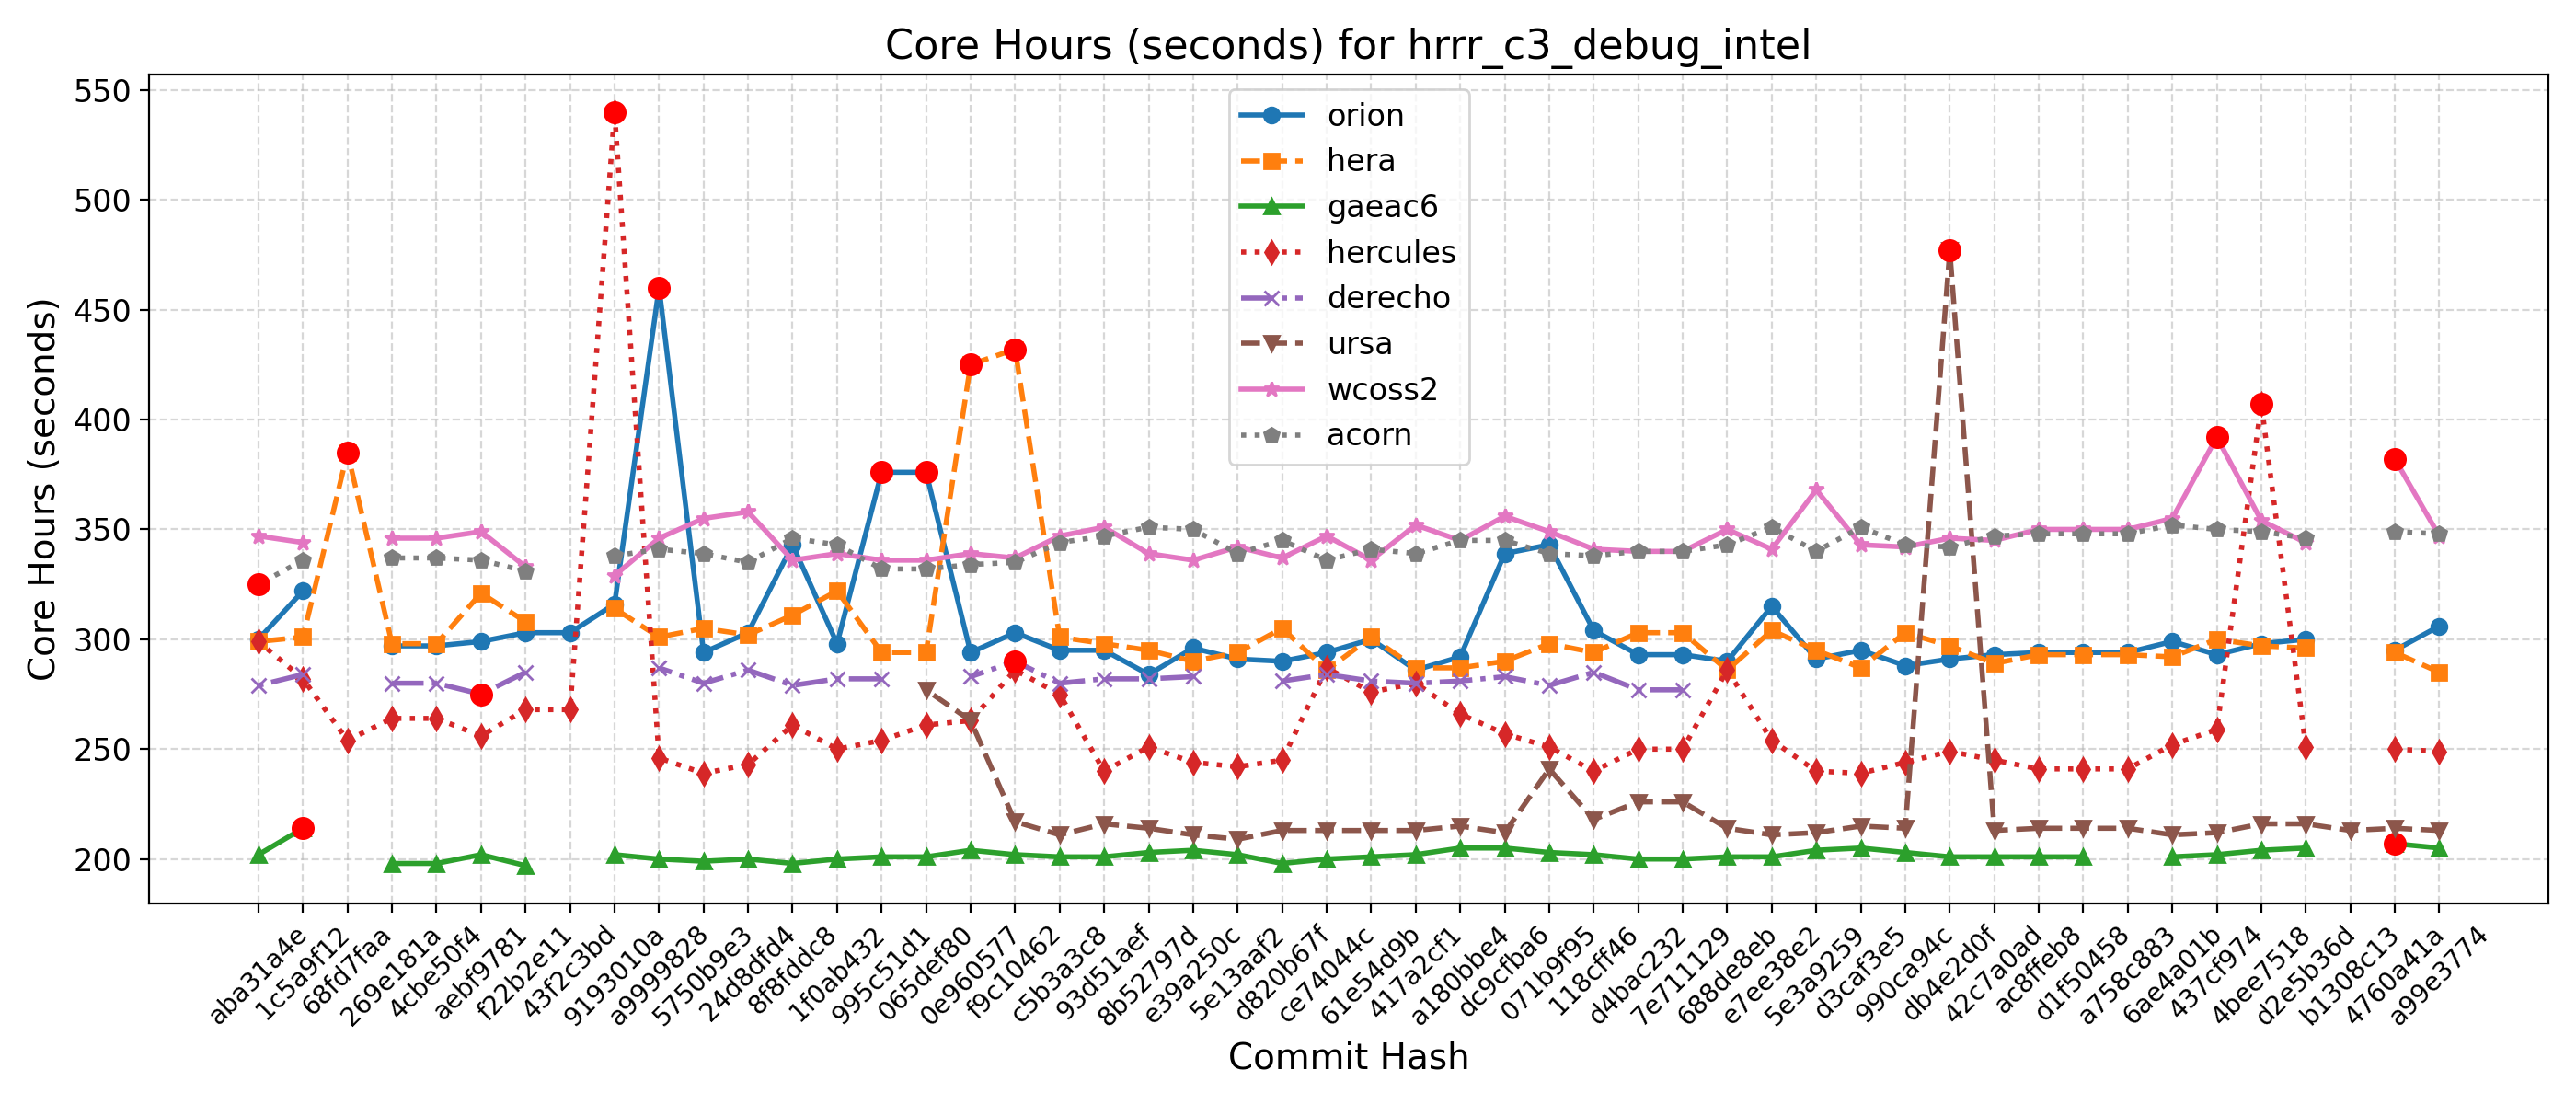 Core Hours (seconds) for hrrr_c3_debug_intel
Core Hours (seconds)
550
500
450
400
350
300
250
200
orion
hera
gaeac6
hercules
derecho
ursa
wcoss2
acorn
aba31a4e
1c5a9f12
68fd7faa
269e181a
4cbe50f4
aebf9781
f22b2e11
43f2c3bd
9193010a
a9999828
5750b9e3
24d8dfd4
8f8fddc8
1f0ab432
995c51d1
065def80
0e960577
f9c10462
c5b3a3c8
93d51aef
8b52797d
e39a250c
5e13aaf2
d820b67f
ce74044c
61e54d9b
417a2cf1
a180bbe4
dc9cfba6
071b9f95
118cff46
d4bac232
7e711129
688de8eb
e7ee38e2
5e3a9259
d3caf3e5
990ca94c
db4e2d0f
42c7a0ad
ac8ffeb8
d1f50458
a758c883
6ae4a01b
437cf974
4bee7518
d2e5b36d
b1308c13
4760a41a
a99e3774
Commit Hash